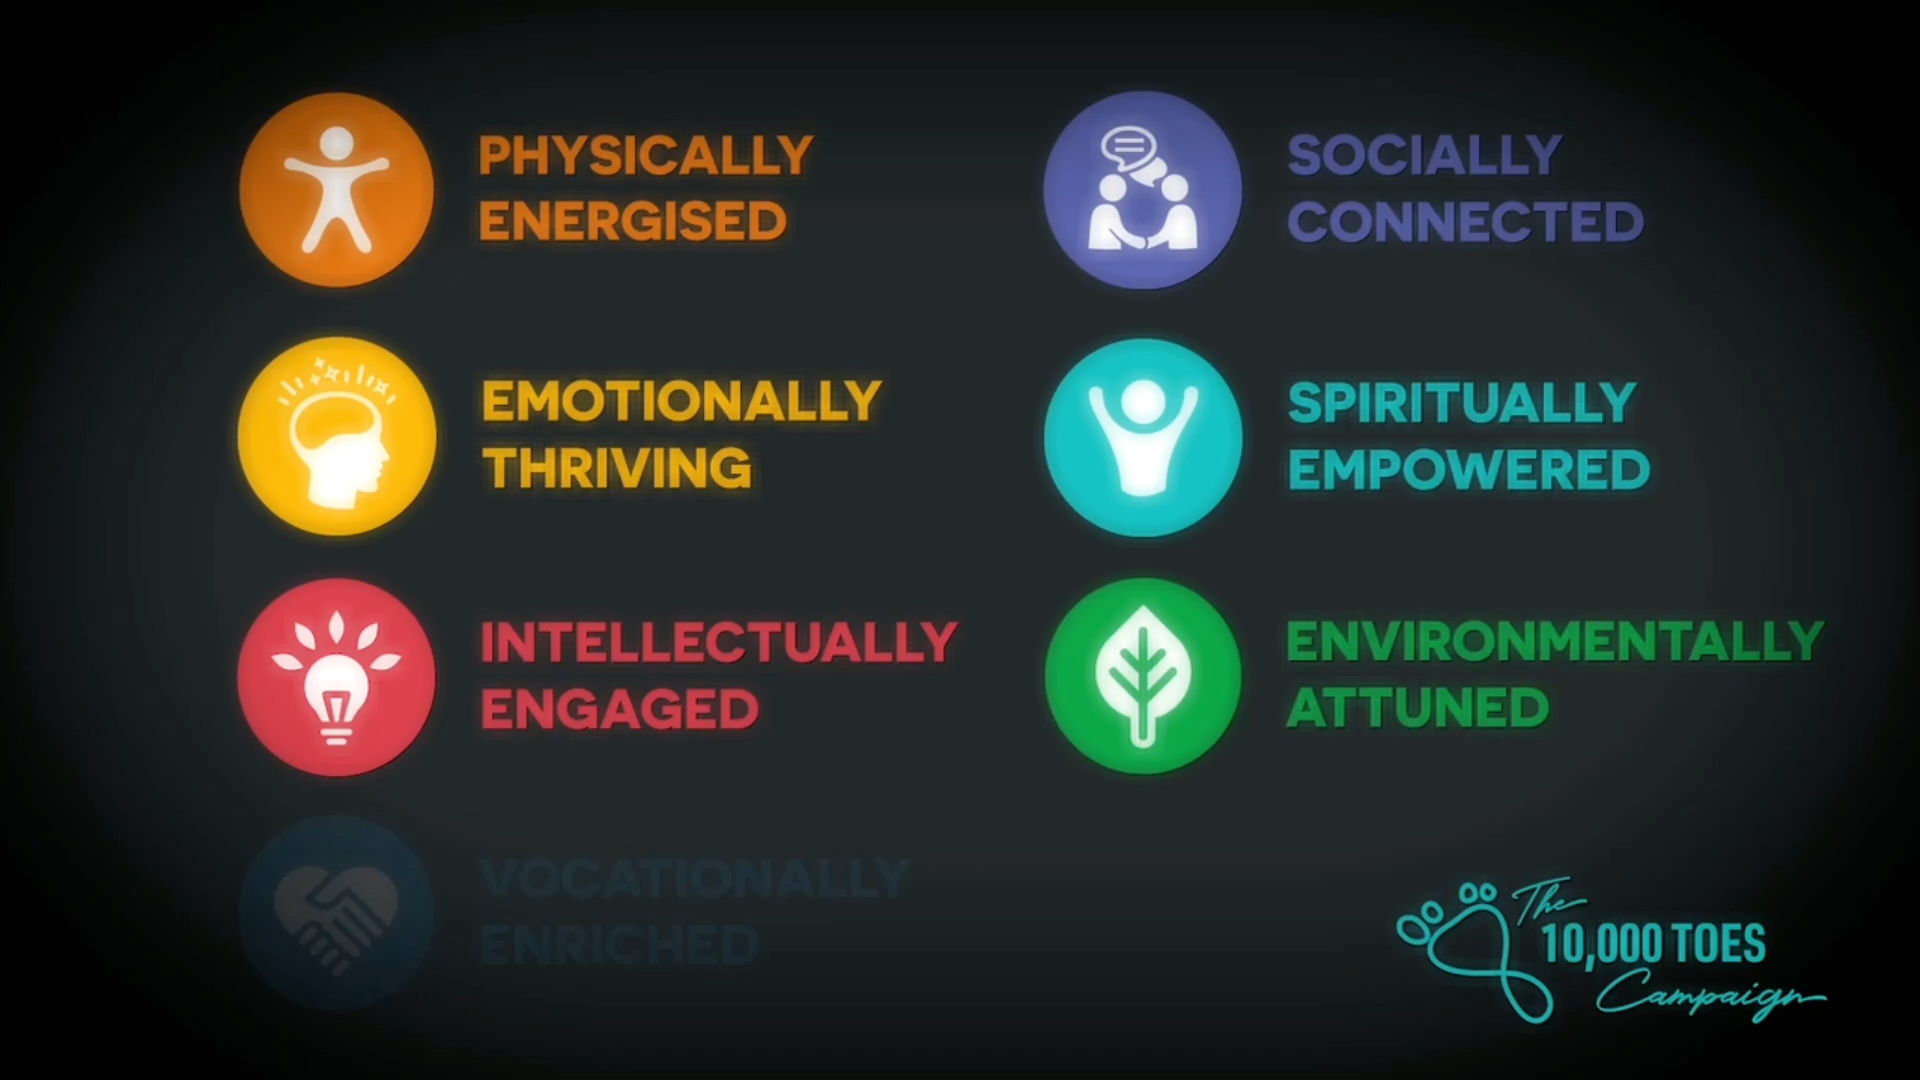 PHYSICALLY
ENERGISED
EMOTIONALLY
THRIVING
INTELLECTUALLY
ENGAGED
VOCATIONALLY
ENRICHED
SOCIALLY
CONNECTED
SPIRITUALLY
EMPOWERED
ENVIRONMENTALLY
ATTUNED
The
10,000 TOES
Campaign